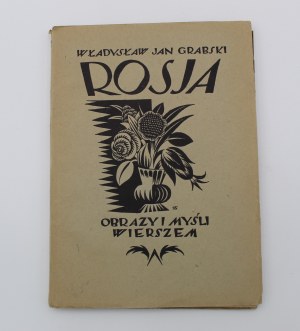 WŁADYSŁAW JAN GRABSKI
ROSJA
OBRAZY I MYŚLI
WIERSZEM